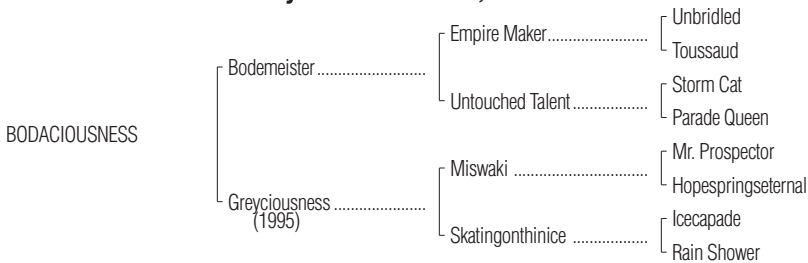 Unbridled
Empire Maker......................
Toussaud
Bodemeister.........................
Storm Cat
Untouched Talent..................
Parade Queen
BODACIOUSNESS
Mr. Prospector
Miswaki ...............................
Hopespringseternal
Greyciousness .....................
(1995)
Icecapade
Skatingonthinice ..................
Rain Shower